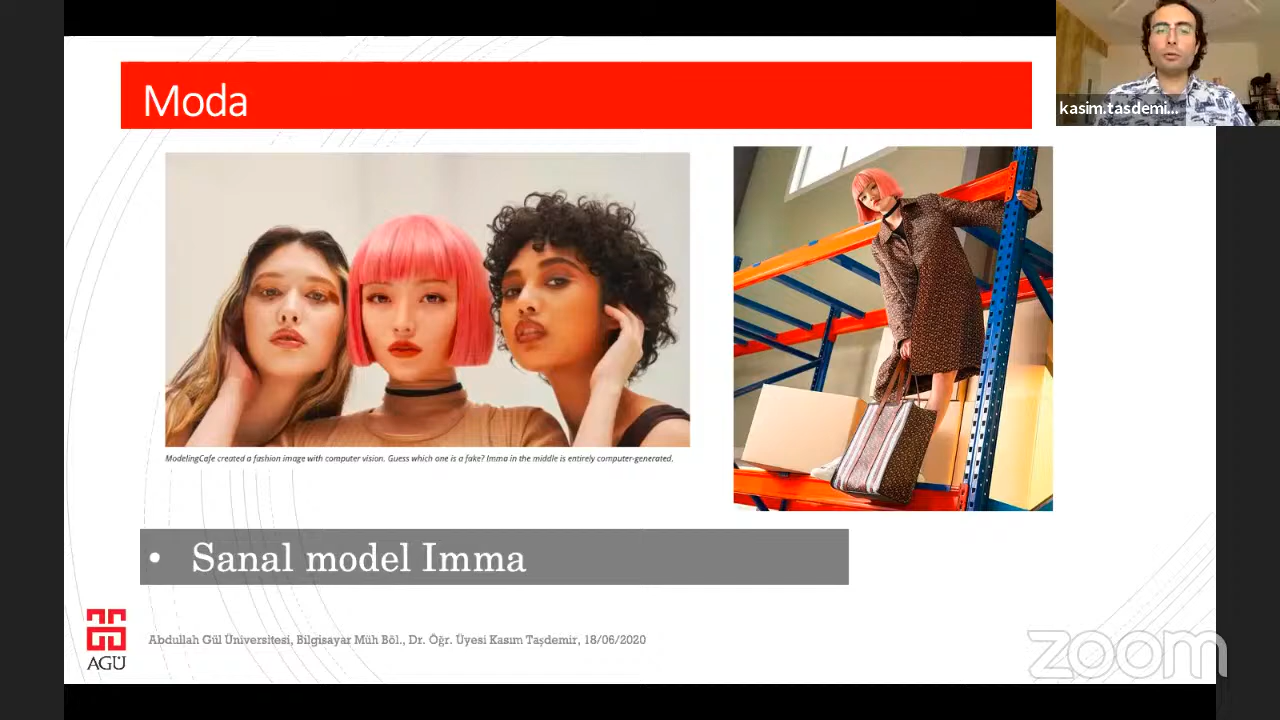 Moda
kasim.tasdemi...
ModelingCafe created a fashion image with computer vision. Guess which one is a fake? Imma in the middle is entirely computer-generated.
• Sanal model Imma
AGÜ
Abdullah Gül Üniversitesi, Bilgisayar Müh Böl., Dr. Öğr. Üyesi Kasım Taşdemir, 18/06/2020
zoom